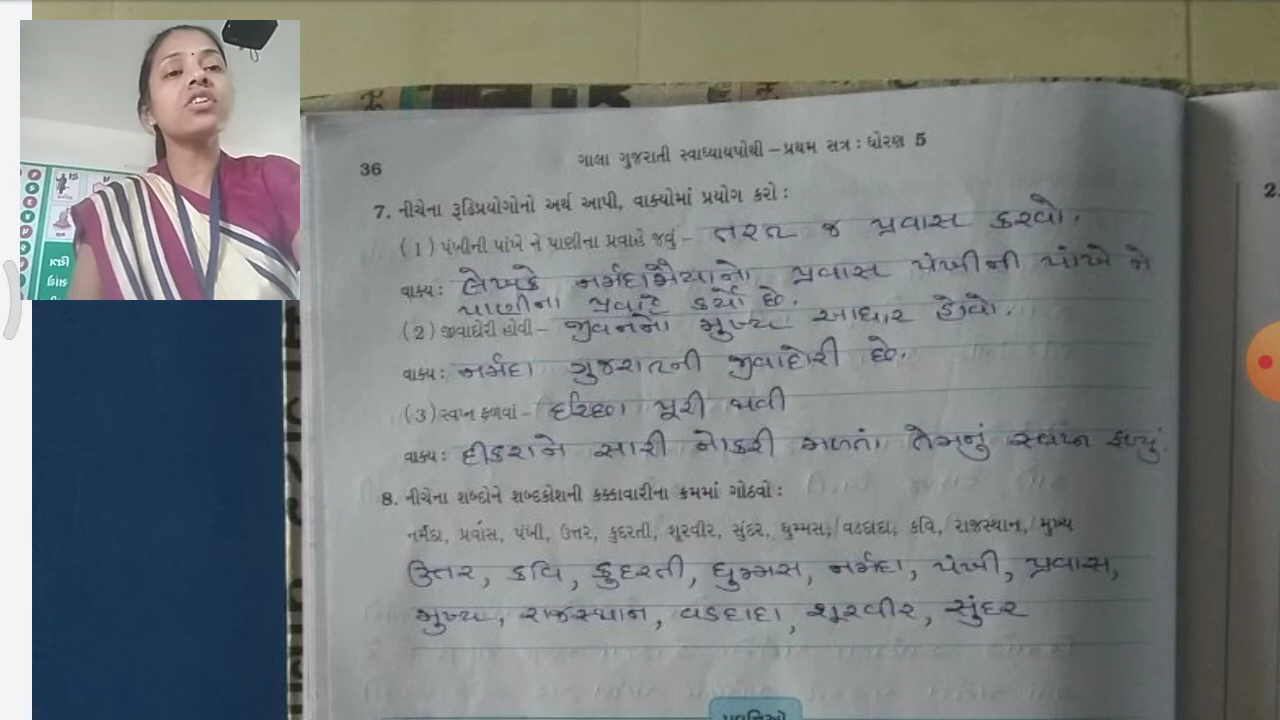 36
ગાલા ગુજરાતી સ્વાધ્યાયપોથી – પ્રથમ સત્ર : ધોરણ 5
7. નીચેના રૂઢિપ્રયોગોનો અર્થ આપી, વાક્યોમાં પ્રયોગ કરો :
(1) પંખીની પાંખે ને પાણીના પ્રવાહે જવું – તરત જ પ્રવાસ કરવો.
વાક્ય : લેખકે નર્મદામૈયાનો પ્રવાસ પંખીની પાંખે ને
પાણીના પ્રવાહે કર્યો છે.
(2) જીવાદોરી હોવી – જીવનનો મુખ્ય આધાર હોવો.
વાક્ય : નર્મદા ગુજરાતની જીવાદોરી છે.
(3) સ્વપ્ન ફળવાં – ઈચ્છા પૂરી થવી
વાક્ય : દીકરાને સારી નોકરી મળતાં તેમનું સ્વપ્ન ફળ્યું.
8. નીચેના શબ્દોને શબ્દકોશની કક્કાવારીના ક્રમમાં ગોઠવો :
નર્મદા, પ્રવાસ, પંખી, ઉત્તર, કુદરતી, શૂરવીર, સુંદર, ધુમ્મસ, વડદાદા, કવિ, રાજસ્થાન, મુખ્ય
ઉત્તર, કવિ, કુદરતી, ધુમ્મસ, નર્મદા, પંખી, પ્રવાસ,
મુખ્ય, રાજસ્થાન, વડદાદા, શૂરવીર, સુંદર
2